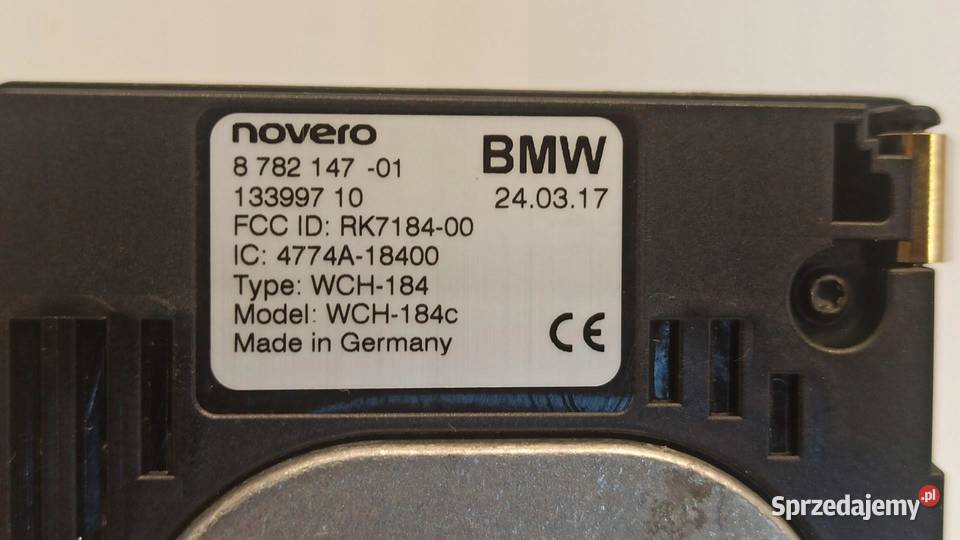 novero
BMW
8 782 147 -01
133997 10
24.03.17
FCC ID: RK7184-00
IC: 4774A-18400
Type: WCH-184
Model: WCH-184c
Made in Germany
CE
Sprzedajemy.pl